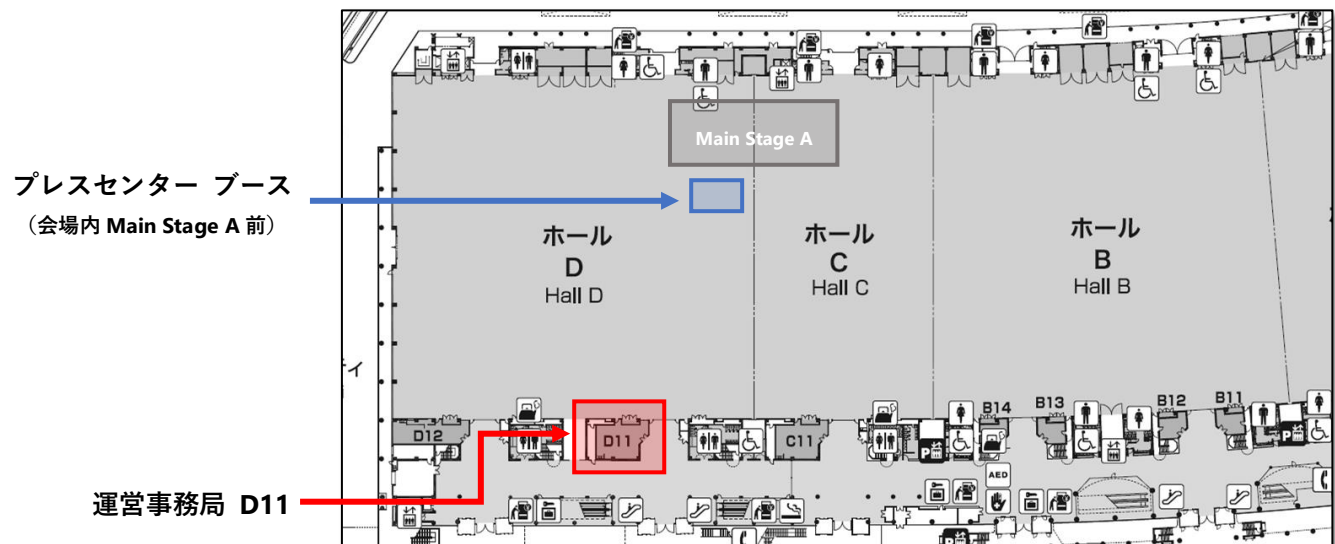 Main Stage A
プレスセンター ブース
（会場内 Main Stage A 前）
ホール
D
Hall D
ホール
C
Hall C
ホール
B
Hall B
イ
D12
D11
C11
B14
B13
B12
B11
P
AED
運営事務局 D11
P
P